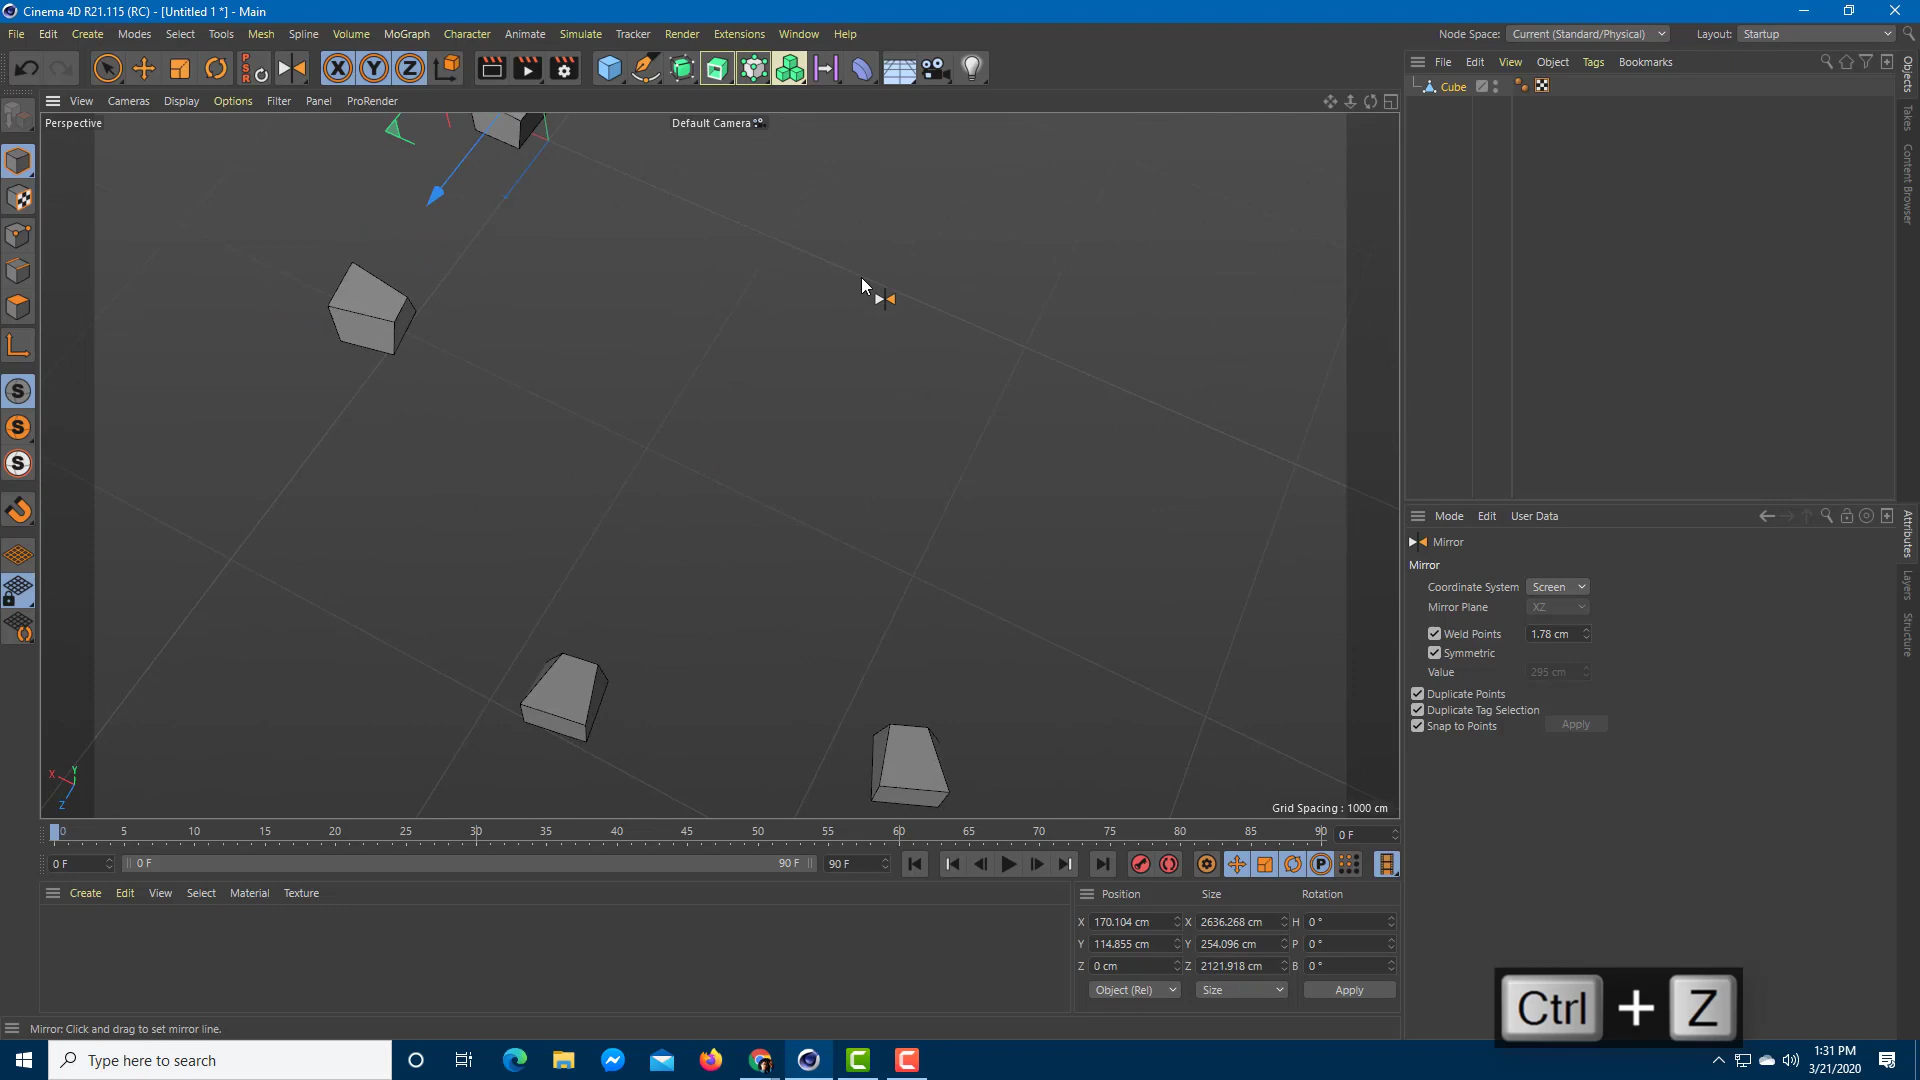 Cinema 4D R21.115 (RC) - [Untitled 1 *] - Main
File Edit Create Modes Select Tools Mesh Spline Volume MoGraph Character Animate Simulate Tracker Render Extensions Window Help
Node Space: Current (Standard/Physical) Layout: Startup
View Cameras Display Options Filter Panel ProRender
File Edit View Object Tags Bookmarks
Perspective
Default Camera
Cube
Objects
Takes
Content Browser
P S R
X Y Z
S
S
S
Mode Edit User Data
Mirror
Mirror
Coordinate System Screen
Mirror Plane XZ
Weld Points 1.78 cm
Symmetric
Value 295 cm
Duplicate Points
Duplicate Tag Selection
Snap to Points Apply
Attributes
Layers
Structure
X Y Z
Grid Spacing : 1000 cm
0 5 10 15 20 25 30 35 40 45 50 55 60 65 70 75 80 85 90 0 F
0 F 0 F 90 F 90 F P
Create Edit View Select Material Texture
Position Size Rotation
X 170.104 cm X 2636.268 cm H 0 °
Y 114.855 cm Y 254.096 cm P 0 °
Z 0 cm Z 2121.918 cm B 0 °
Object (Rel) Size Apply
Ctrl + Z
Mirror: Click and drag to set mirror line.
Type here to search
1:31 PM
3/21/2020